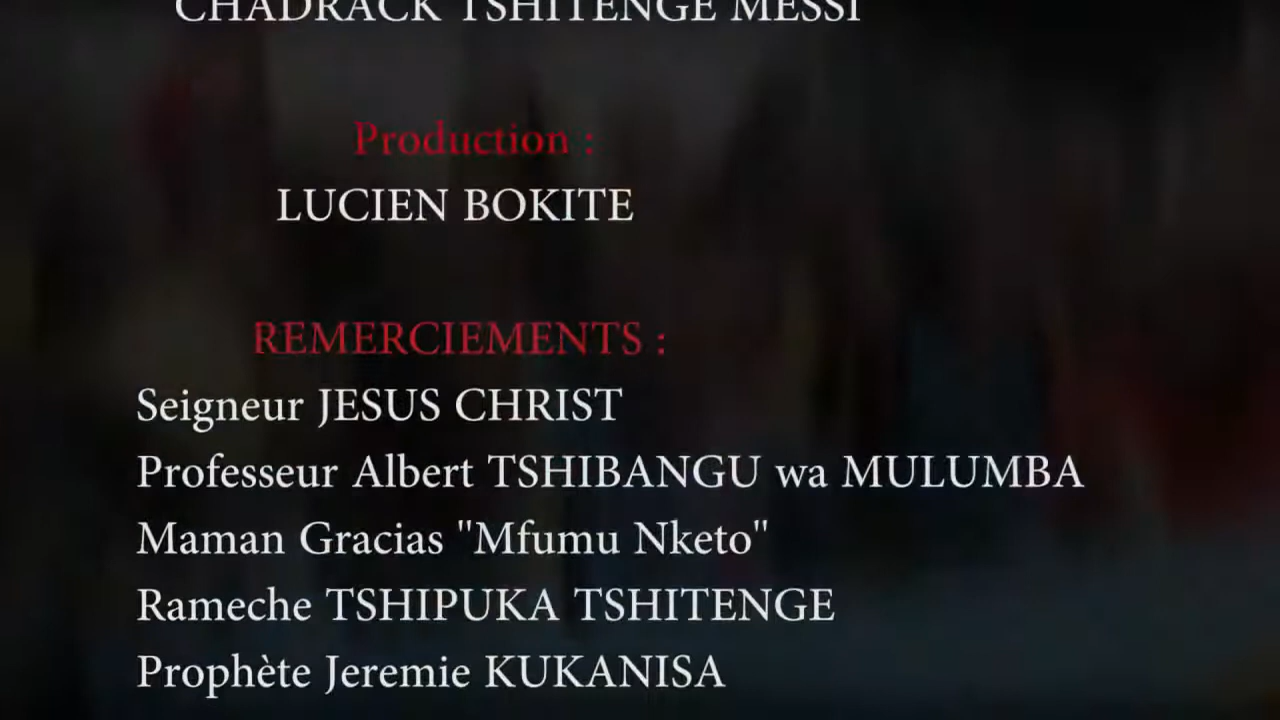 CHADRACK TSHITENGE MESSI
Production :
LUCIEN BOKITE
REMERCIEMENTS :
Seigneur JESUS CHRIST
Professeur Albert TSHIBANGU wa MULUMBA
Maman Gracias "Mfumu Nketo"
Rameche TSHIPUKA TSHITENGE
Prophète Jeremie KUKANISA